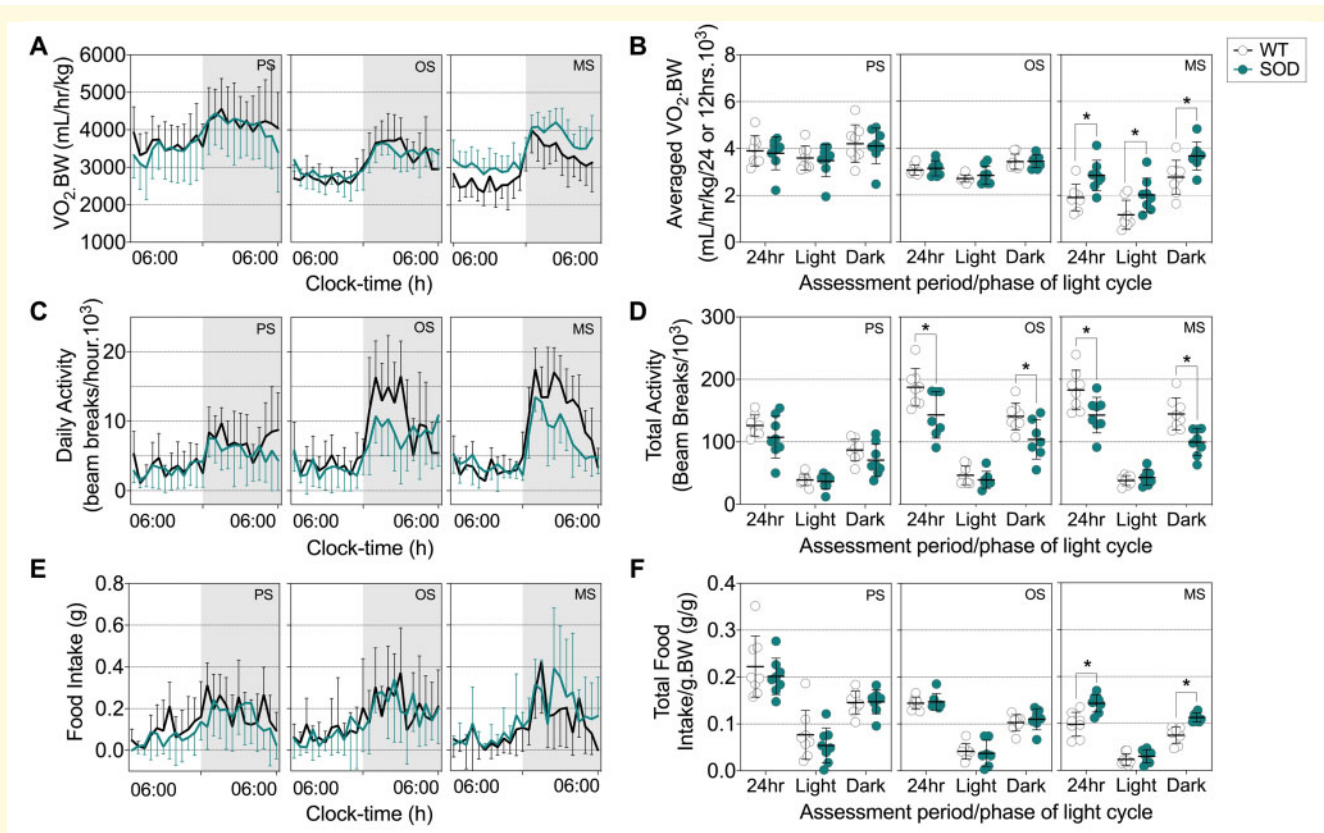 A
VO2.BW (mL/hr/kg)
6000
5000
4000
3000
2000
1000
PS
OS
MS
06:00
06:00
06:00
06:00
06:00
06:00
Clock-time (h)
B
Averaged VO2.BW
(mL/hr/kg/24 or 12hrs.10^3)
8
6
4
2
0
PS
OS
MS
* * *
24hr Light Dark
24hr Light Dark
24hr Light Dark
Assessment period/phase of light cycle
WT
SOD
C
Daily Activity
(beam breaks/hour.10^3)
20
10
0
PS
OS
MS
06:00
06:00
06:00
06:00
06:00
06:00
Clock-time (h)
D
Total Activity
(Beam Breaks/10^3)
300
200
100
0
PS
OS
MS
* * * *
24hr Light Dark
24hr Light Dark
24hr Light Dark
Assessment period/phase of light cycle
E
Food Intake (g)
0.8
0.6
0.4
0.2
0.0
PS
OS
MS
06:00
06:00
06:00
06:00
06:00
06:00
Clock-time (h)
F
Total Food
Intake/g.BW (g/g)
0.4
0.3
0.2
0.1
0.0
PS
OS
MS
* *
24hr Light Dark
24hr Light Dark
24hr Light Dark
Assessment period/phase of light cycle